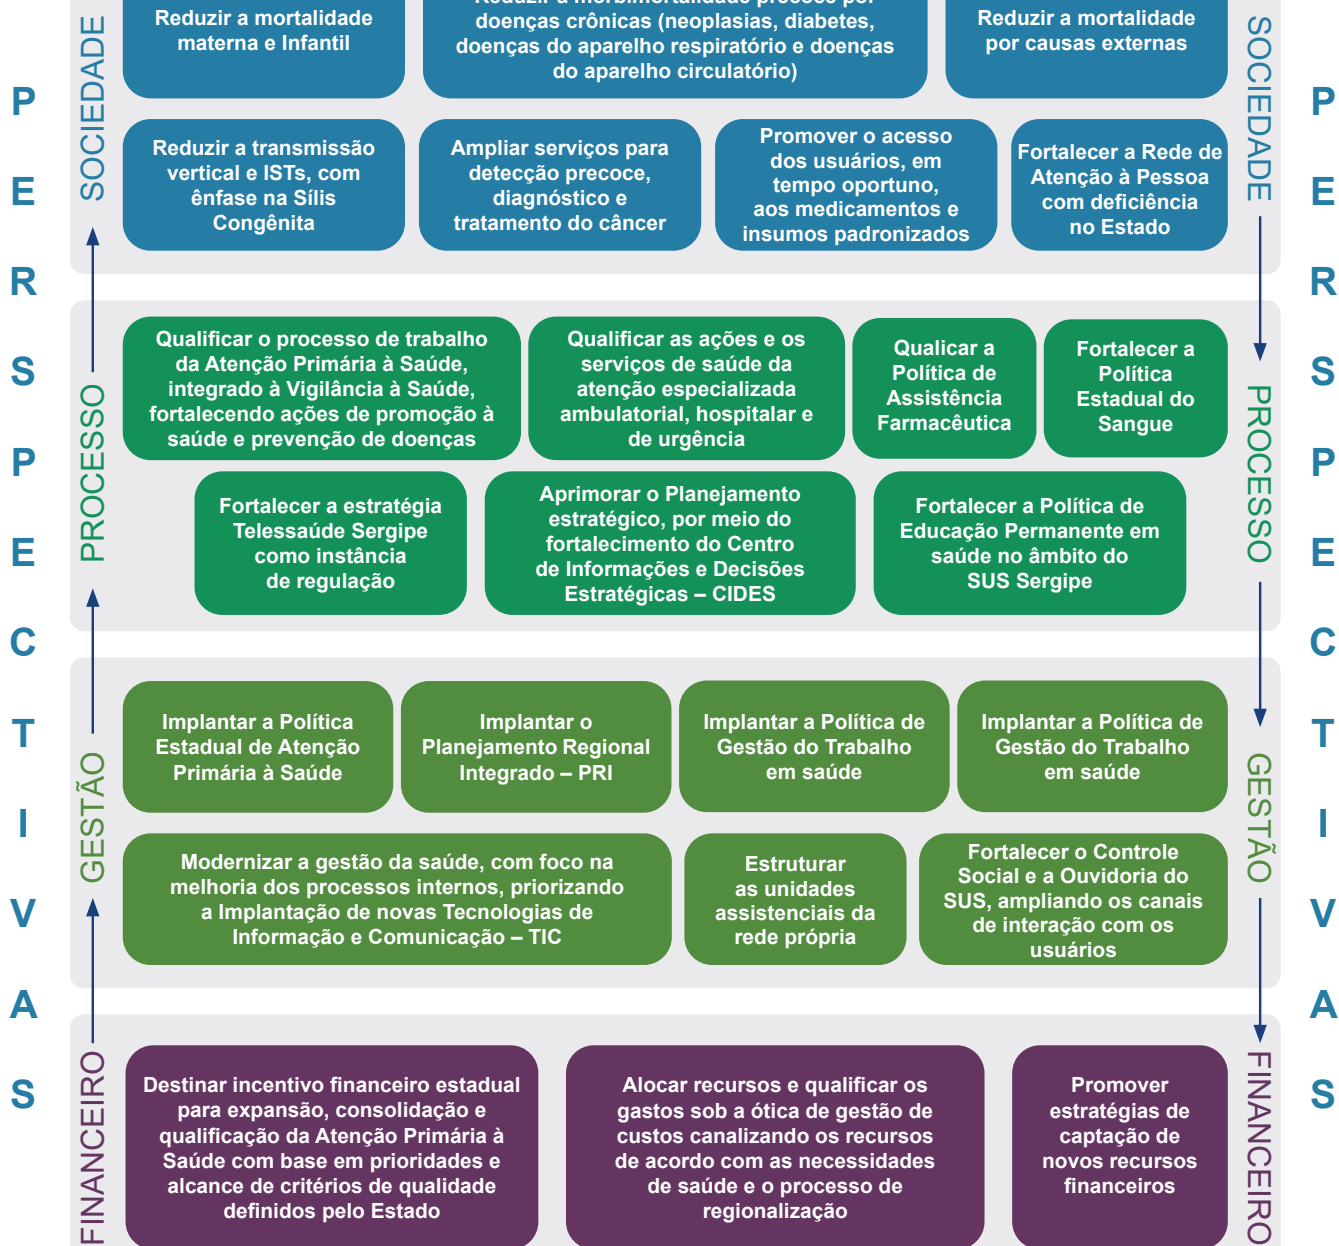 PERSPECTIVAS
SOCIEDADE
Reduzir a mortalidade
materna e Infantil
Reduzir a morbimortalidade precoce por
doenças crônicas (neoplasias, diabetes,
doenças do aparelho respiratório e doenças
do aparelho circulatório)
Reduzir a mortalidade
por causas externas
Reduzir a transmissão
vertical e ISTs, com
ênfase na Sílis
Congênita
Ampliar serviços para
detecção precoce,
diagnóstico e
tratamento do câncer
Promover o acesso
dos usuários, em
tempo oportuno,
aos medicamentos e
insumos padronizados
Fortalecer a Rede de
Atenção à Pessoa
com deficiência
no Estado
SOCIEDADE
PROCESSO
Qualificar o processo de trabalho
da Atenção Primária à Saúde,
integrado à Vigilância à Saúde,
fortalecendo ações de promoção à
saúde e prevenção de doenças
Qualificar as ações e os
serviços de saúde da
atenção especializada
ambulatorial, hospitalar e
de urgência
Qualicar a
Política de
Assistência
Farmacêutica
Fortalecer a
Política
Estadual do
Sangue
Fortalecer a estratégia
Telessaúde Sergipe
como instância
de regulação
Aprimorar o Planejamento
estratégico, por meio do
fortalecimento do Centro
de Informações e Decisões
Estratégicas – CIDES
Fortalecer a Política de
Educação Permanente em
saúde no âmbito do
SUS Sergipe
PROCESSO
GESTÃO
Implantar a Política
Estadual de Atenção
Primária à Saúde
Implantar o
Planejamento Regional
Integrado – PRI
Implantar a Política de
Gestão do Trabalho
em saúde
Implantar a Política de
Gestão do Trabalho
em saúde
Modernizar a gestão da saúde, com foco na
melhoria dos processos internos, priorizando
a Implantação de novas Tecnologias de
Informação e Comunicação – TIC
Estruturar
as unidades
assistenciais da
rede própria
Fortalecer o Controle
Social e a Ouvidoria do
SUS, ampliando os canais
de interação com os
usuários
GESTÃO
FINANCEIRO
Destinar incentivo financeiro estadual
para expansão, consolidação e
qualificação da Atenção Primária à
Saúde com base em prioridades e
alcance de critérios de qualidade
definidos pelo Estado
Alocar recursos e qualificar os
gastos sob a ótica de gestão de
custos canalizando os recursos
de acordo com as necessidades
de saúde e o processo de
regionalização
Promover
estratégias de
captação de
novos recursos
financeiros
FINANCEIRO
PERSPECTIVAS